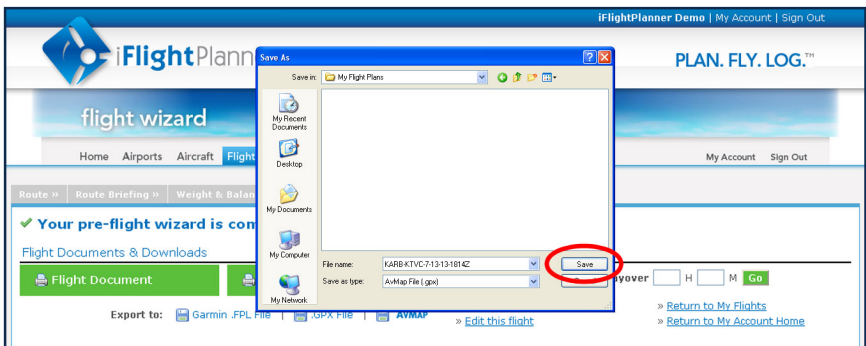 iFlightPlanner Demo | My Account | Sign Out
iFlightPlann
PLAN. FLY. LOG.™
Save As
Save in: My Flight Plans
My Recent Documents
Desktop
My Documents
My Computer
My Network
File name: KARB-KTVC-7-13-13-1814Z
Save
Save as type: AvMap File (.gpx)
flight wizard
Home Airports Aircraft Flight
My Account Sign Out
Route » Route Briefing » Weight & Balan
✔ Your pre-flight wizard is com
Flight Documents & Downloads
Flight Document
yover H M Go
Export to: Garmin .FPL File | .GPX File | AVMAP
» Edit this flight
» Return to My Flights
» Return to My Account Home